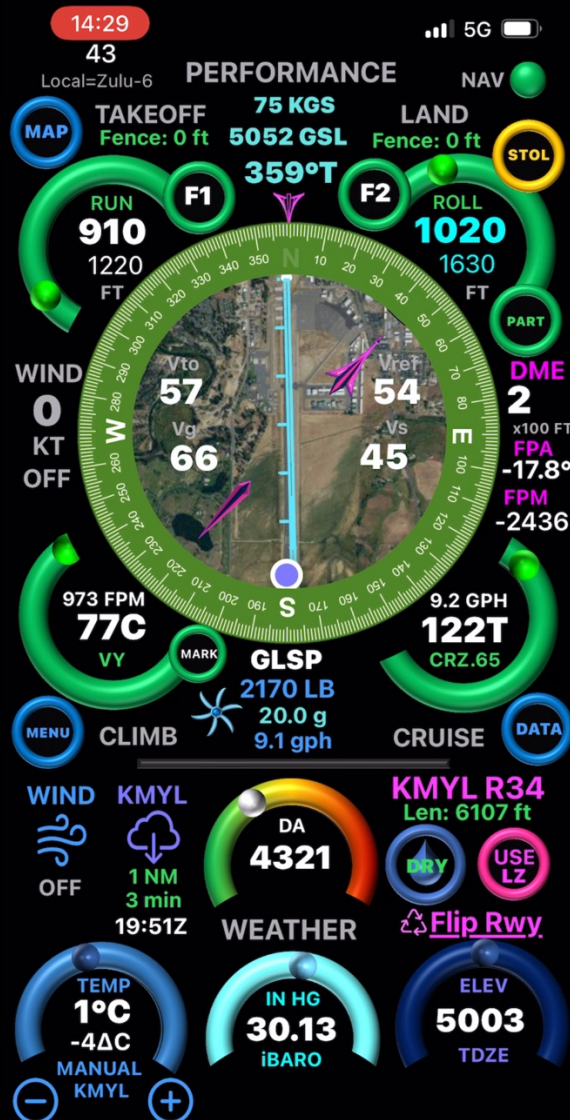 14:29
5G
43
Local=Zulu-6
PERFORMANCE
NAV
MAP
TAKEOFF
Fence: 0 ft
75 KGS
5052 GSL
359°T
LAND
Fence: 0 ft
STOL
F1
F2
RUN
910
1220
FT
ROLL
1020
1630
FT
PART
N 10 20 30 40 50 60 70 80 E 100 110 120 130 140 150 160 170 S 190 200 210 220 230 240 250 260 W 280 290 300 310 320 330 340 350
WIND
0
KT
OFF
Vto
57
Vref
54
Vg
66
Vs
45
DME
2
x100 FT
FPA
-17.8°
FPM
-2436
973 FPM
77C
VY
MARK
9.2 GPH
122T
CRZ.65
GLSP
2170 LB
20.0 g
9.1 gph
MENU
CLIMB
CRUISE
DATA
WIND
OFF
KMYL
1 NM
3 min
19:51Z
DA
4321
KMYL R34
Len: 6107 ft
DRY
USE
LZ
WEATHER
Flip Rwy
TEMP
1°C
-4ΔC
MANUAL
KMYL
IN HG
30.13
iBARO
ELEV
5003
TDZE